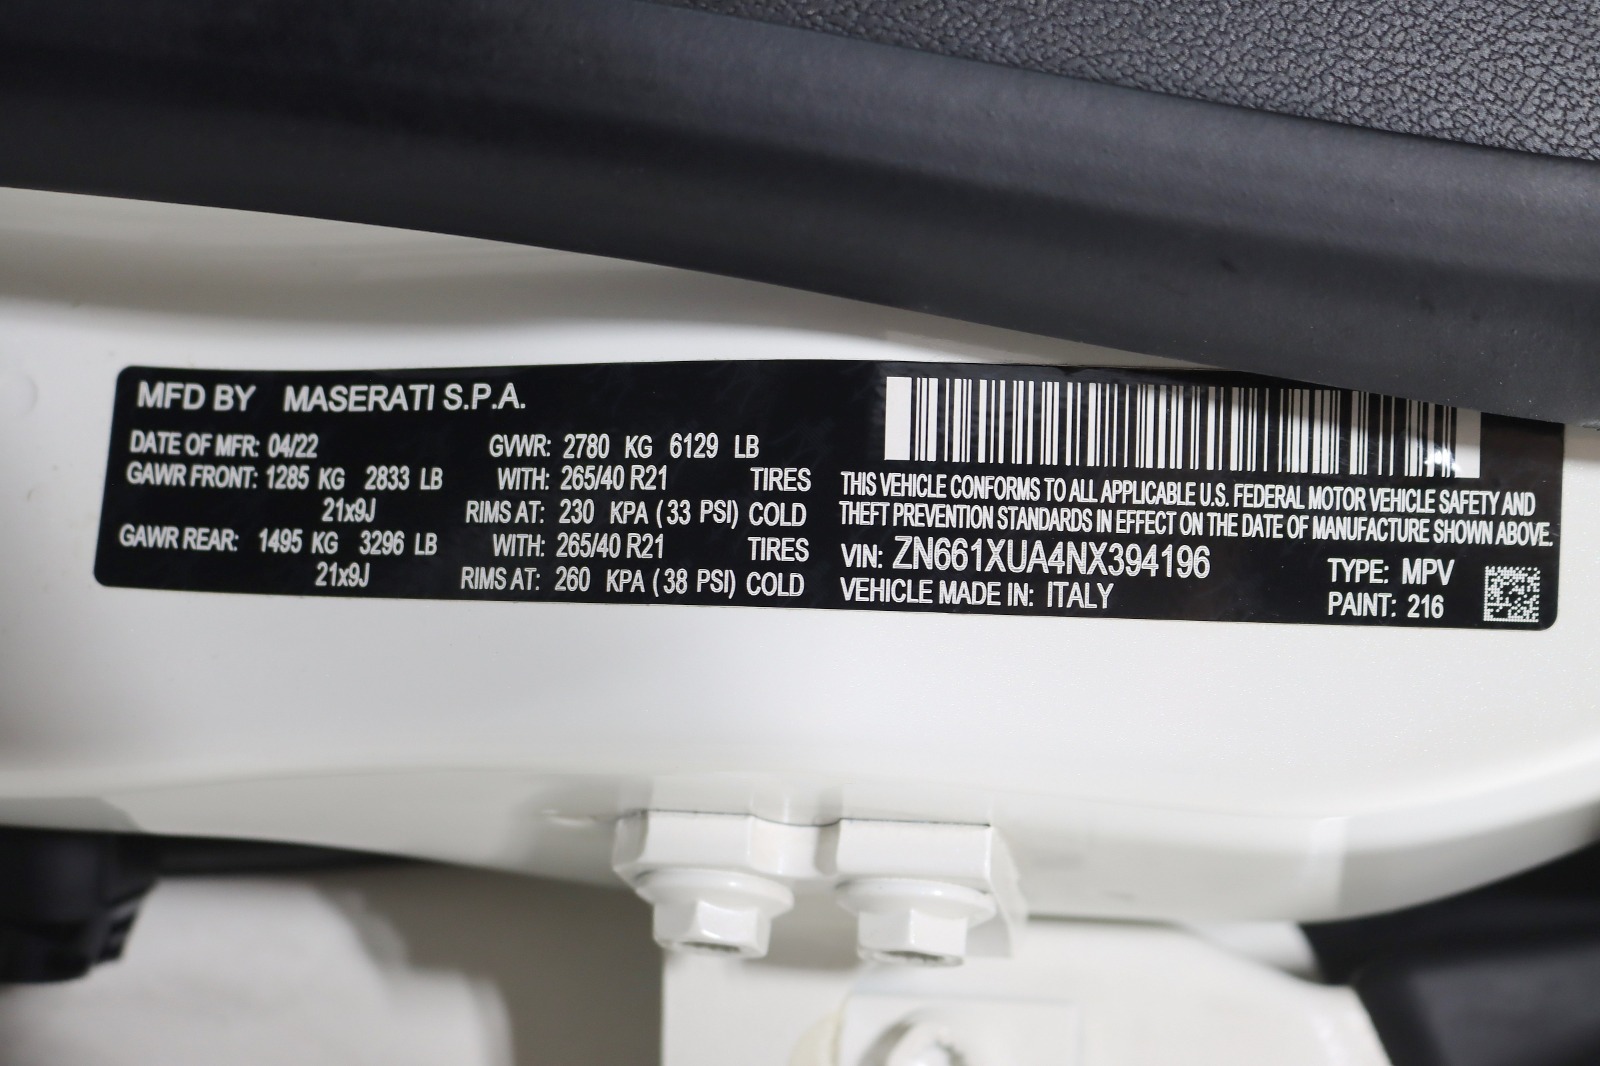 MFD BY MASERATI S.P.A.
DATE OF MFR: 04/22 GVWR: 2780 KG 6129 LB
GAWR FRONT: 1285 KG 2833 LB WITH: 265/40 R21 TIRES
21x9J RIMS AT: 230 KPA ( 33 PSI) COLD
GAWR REAR: 1495 KG 3296 LB WITH: 265/40 R21 TIRES
21x9J RIMS AT: 260 KPA ( 38 PSI) COLD
THIS VEHICLE CONFORMS TO ALL APPLICABLE U.S. FEDERAL MOTOR VEHICLE SAFETY AND
THEFT PREVENTION STANDARDS IN EFFECT ON THE DATE OF MANUFACTURE SHOWN ABOVE.
VIN: ZN661XUA4NX394196 TYPE: MPV
VEHICLE MADE IN: ITALY PAINT: 216